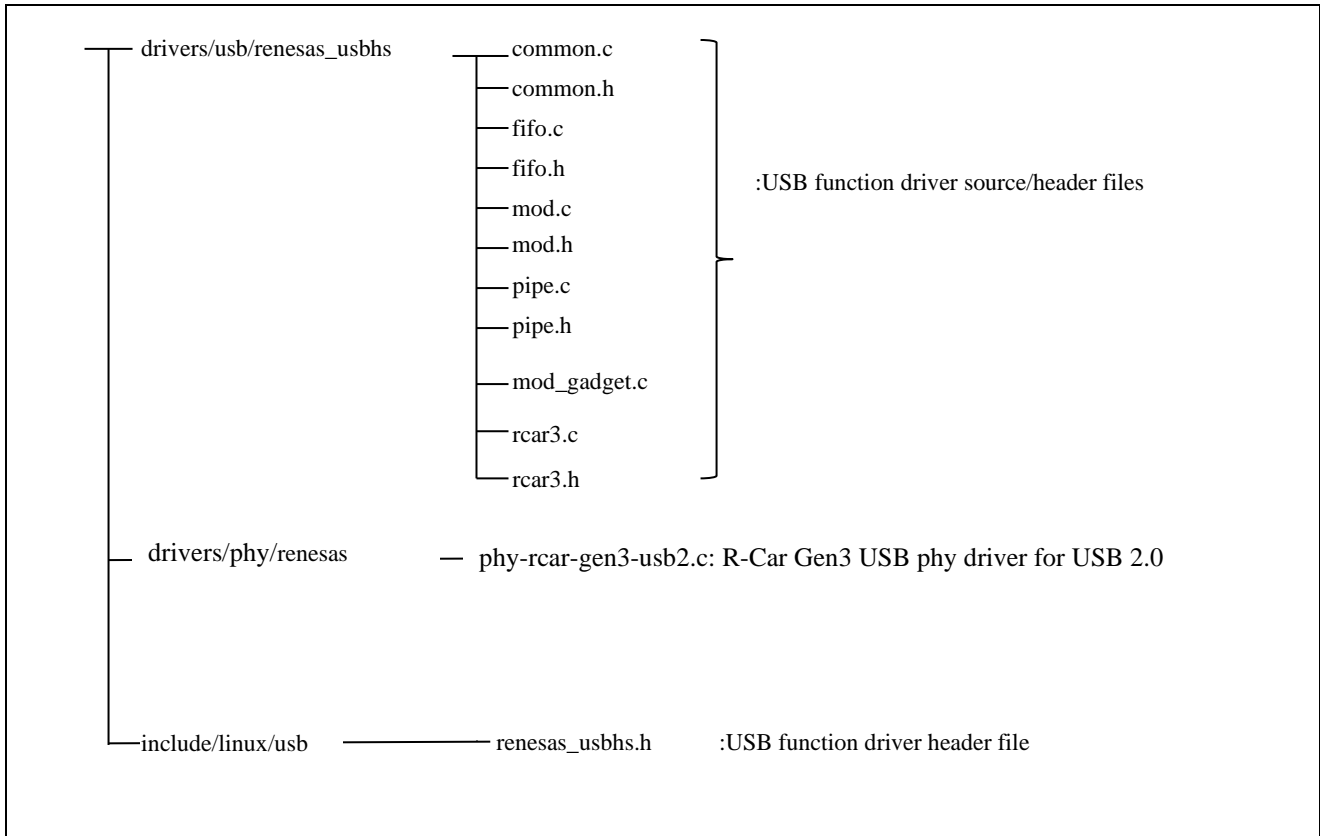 drivers/usb/renesas_usbhs
common.c
common.h
fifo.c
fifo.h
:USB function driver source/header files
mod.c
mod.h
pipe.c
pipe.h
mod_gadget.c
rcar3.c
rcar3.h
drivers/phy/renesas phy-rcar-gen3-usb2.c: R-Car Gen3 USB phy driver for USB 2.0
include/linux/usb renesas_usbhs.h :USB function driver header file